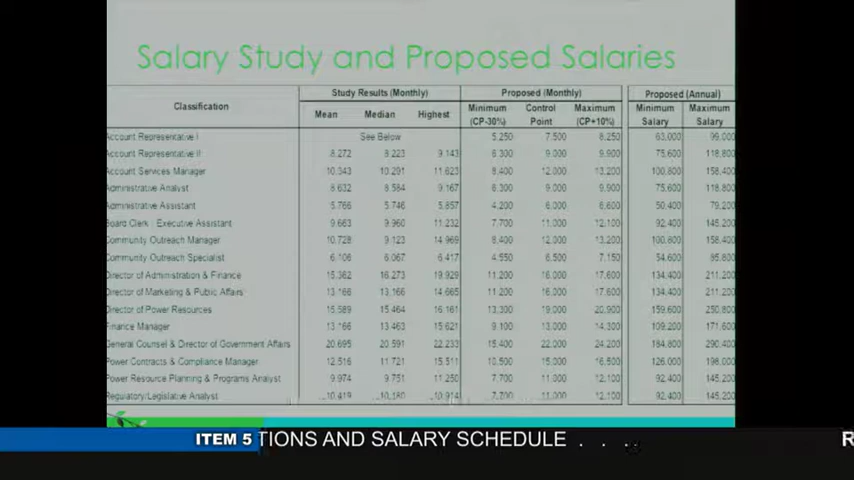 Salary Study and Proposed Salaries
Study Results (Monthly) Proposed (Monthly) Proposed (Annual)
Classification Mean Median Highest Minimum (CP-30%) Control Point Maximum (CP+10%) Minimum Salary Maximum Salary
Account Representative I See Below 5,250 7,500 8,250 63,000 99,000
Account Representative II 8,272 8,223 9,143 6,300 9,000 9,900 75,600 118,800
Account Services Manager 10,343 10,291 11,623 8,400 12,000 13,200 100,800 158,400
Administrative Analyst 8,632 8,584 9,167 6,300 9,000 9,900 75,600 118,800
Administrative Assistant 5,766 5,746 5,857 4,200 6,000 6,600 50,400 79,200
Board Clerk Executive Assistant 9,663 9,960 11,232 7,700 11,000 12,100 92,400 145,200
Community Outreach Manager 10,728 9,123 14,969 8,400 12,000 13,200 100,800 158,400
Community Outreach Specialist 6,106 6,067 6,417 4,550 6,500 7,150 54,600 85,800
Director of Administration & Finance 15,362 16,273 19,929 11,200 16,000 17,600 134,400 211,200
Director of Marketing & Public Affairs 13,166 13,166 14,665 11,200 16,000 17,600 134,400 211,200
Director of Power Resources 15,589 15,464 16,161 13,300 19,000 20,900 159,600 250,800
Finance Manager 13,166 13,463 15,621 9,100 13,000 14,300 109,200 171,600
General Counsel & Director of Government Affairs 20,695 20,591 22,233 15,400 22,000 24,200 184,800 290,400
Power Contracts & Compliance Manager 12,516 11,721 15,511 10,500 15,000 16,500 126,000 198,000
Power Resource Planning & Programs Analyst 9,974 9,751 11,250 7,700 11,000 12,100 92,400 145,200
Regulatory/Legislative Analyst 10,419 10,180 10,914 7,700 11,000 12,100 92,400 145,200
ITEM 5 TIONS AND SALARY SCHEDULE . . . . R